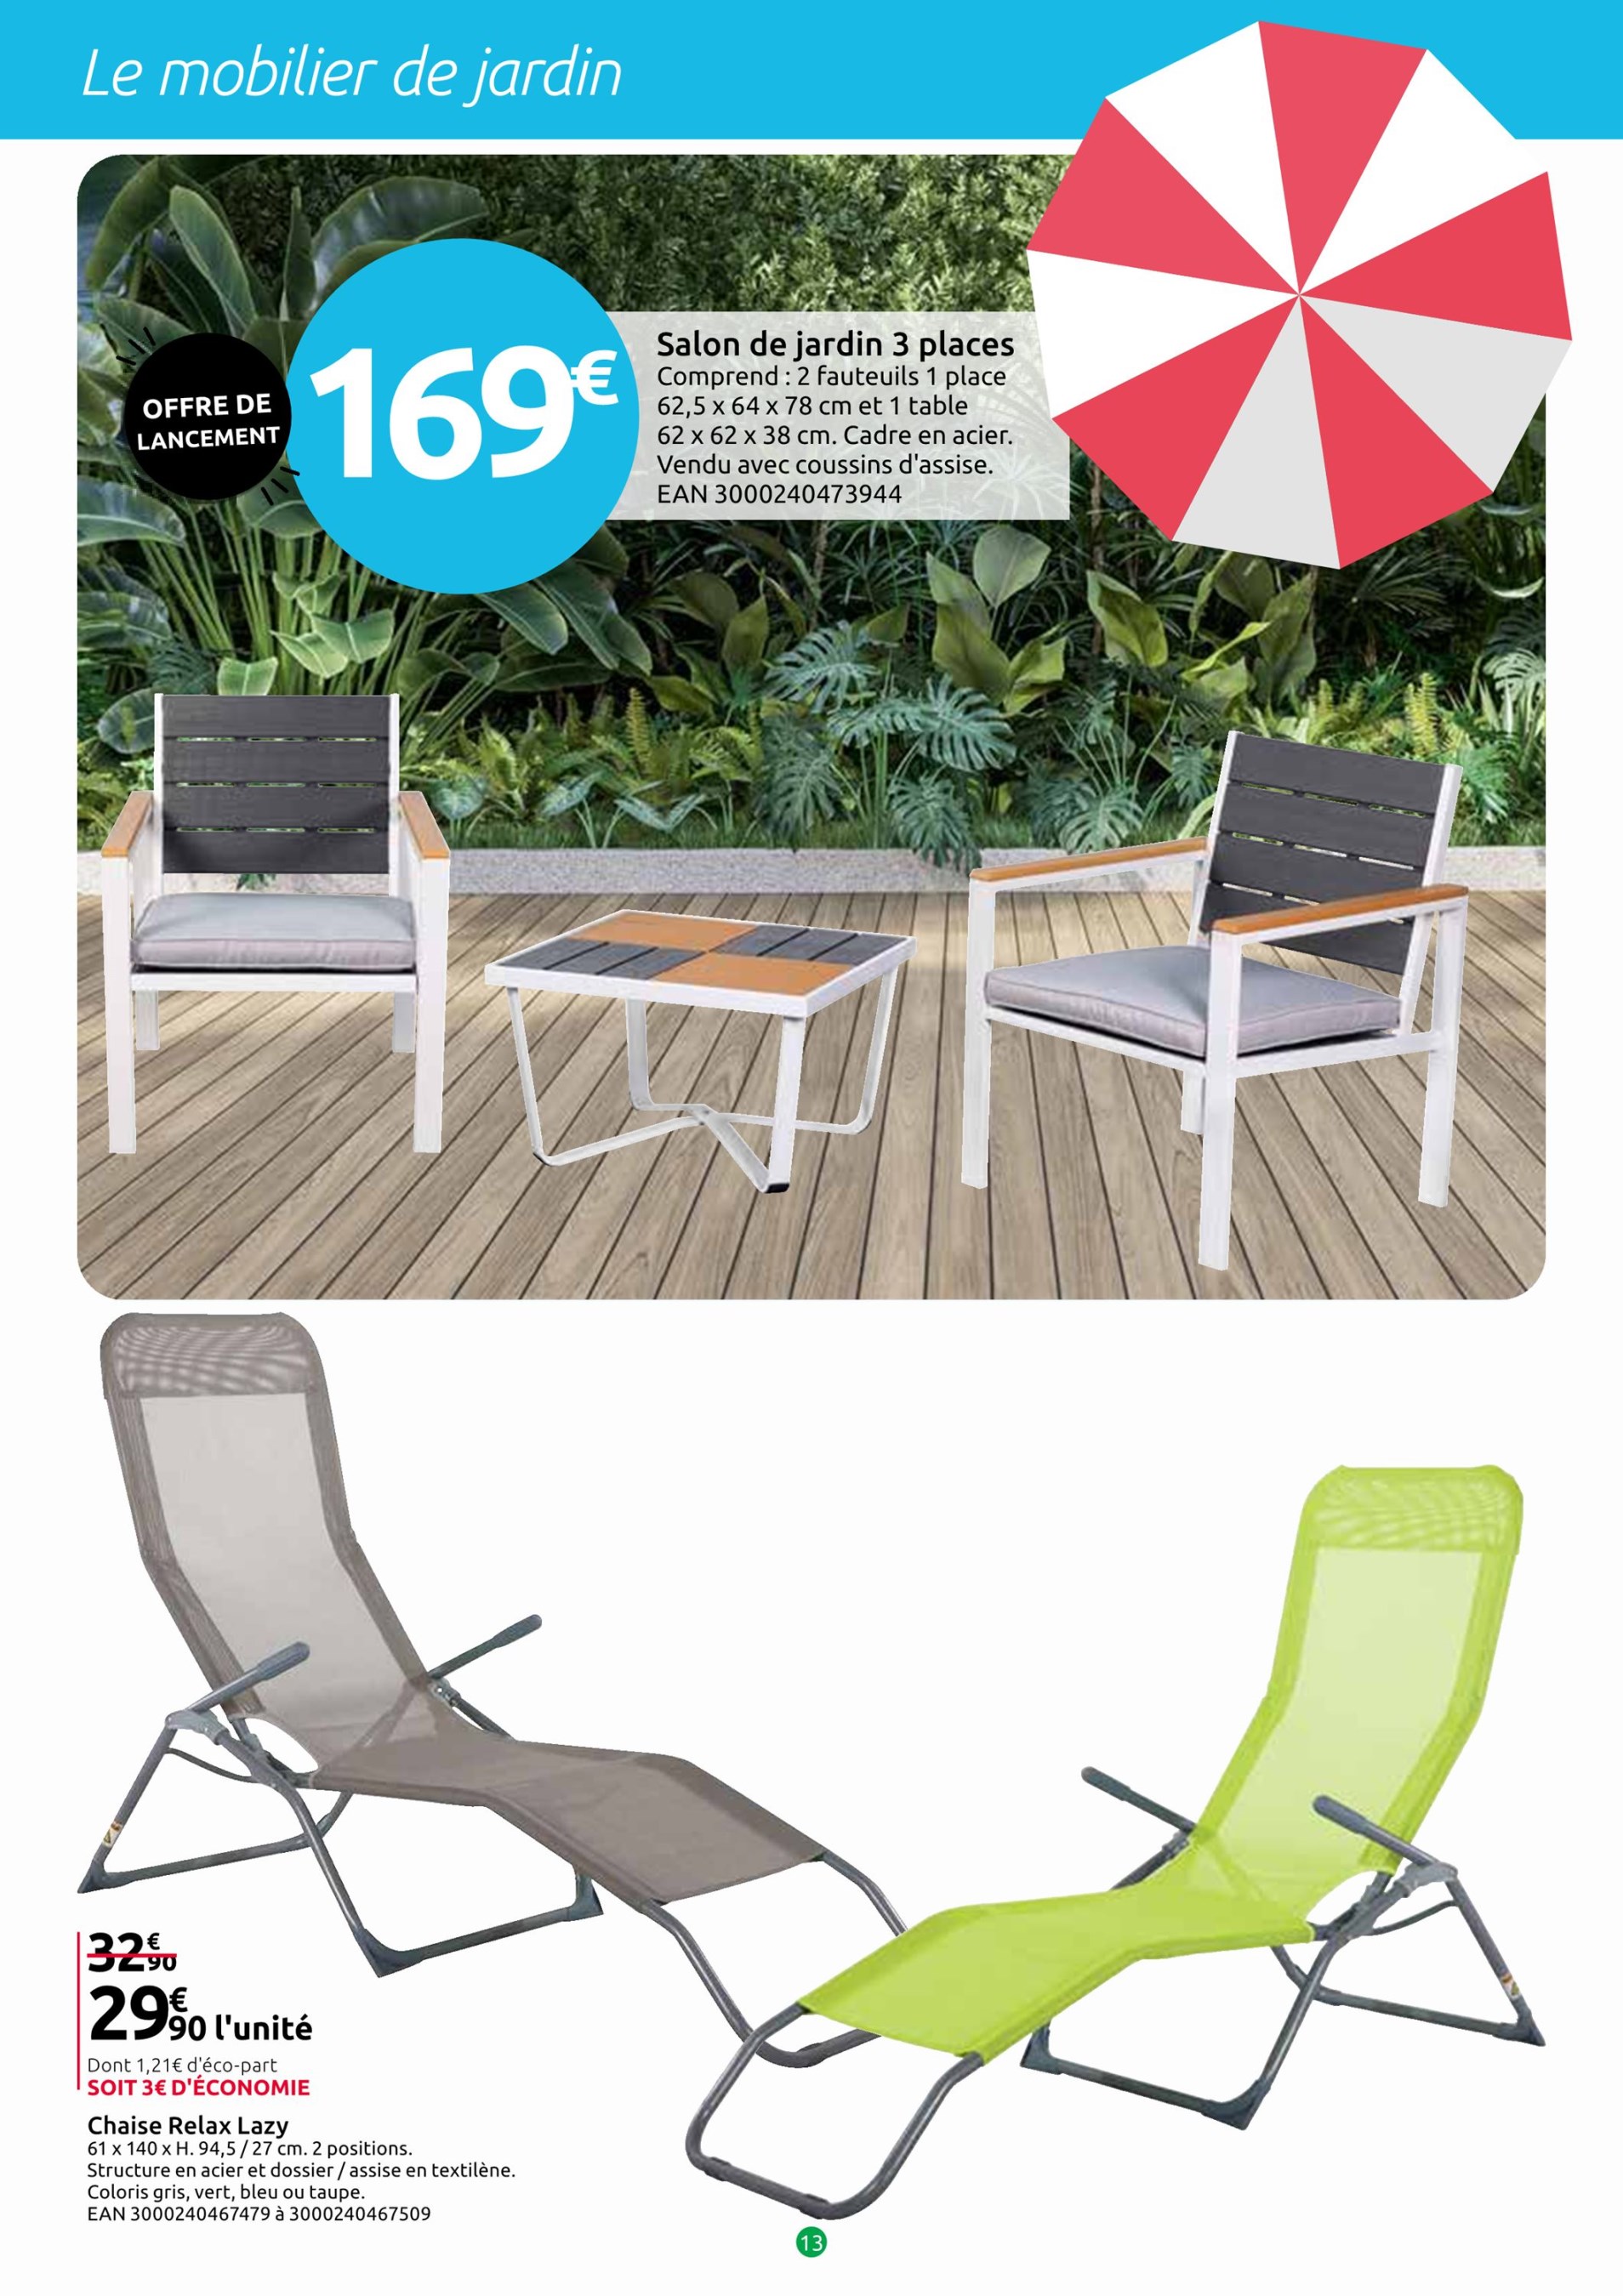 Le mobilier de jardin
OFFRE DE
LANCEMENT
169€
Salon de jardin 3 places
Comprend : 2 fauteuils 1 place
62,5 x 64 x 78 cm et 1 table
62 x 62 x 38 cm. Cadre en acier.
Vendu avec coussins d'assise.
EAN 3000240473944
32€90
29€90 l'unité
Dont 1,21€ d'éco-part
SOIT 3€ D'ÉCONOMIE
Chaise Relax Lazy
61 x 140 x H. 94,5 / 27 cm. 2 positions.
Structure en acier et dossier / assise en textilène.
Coloris gris, vert, bleu ou taupe.
EAN 3000240467479 à 3000240467509
13